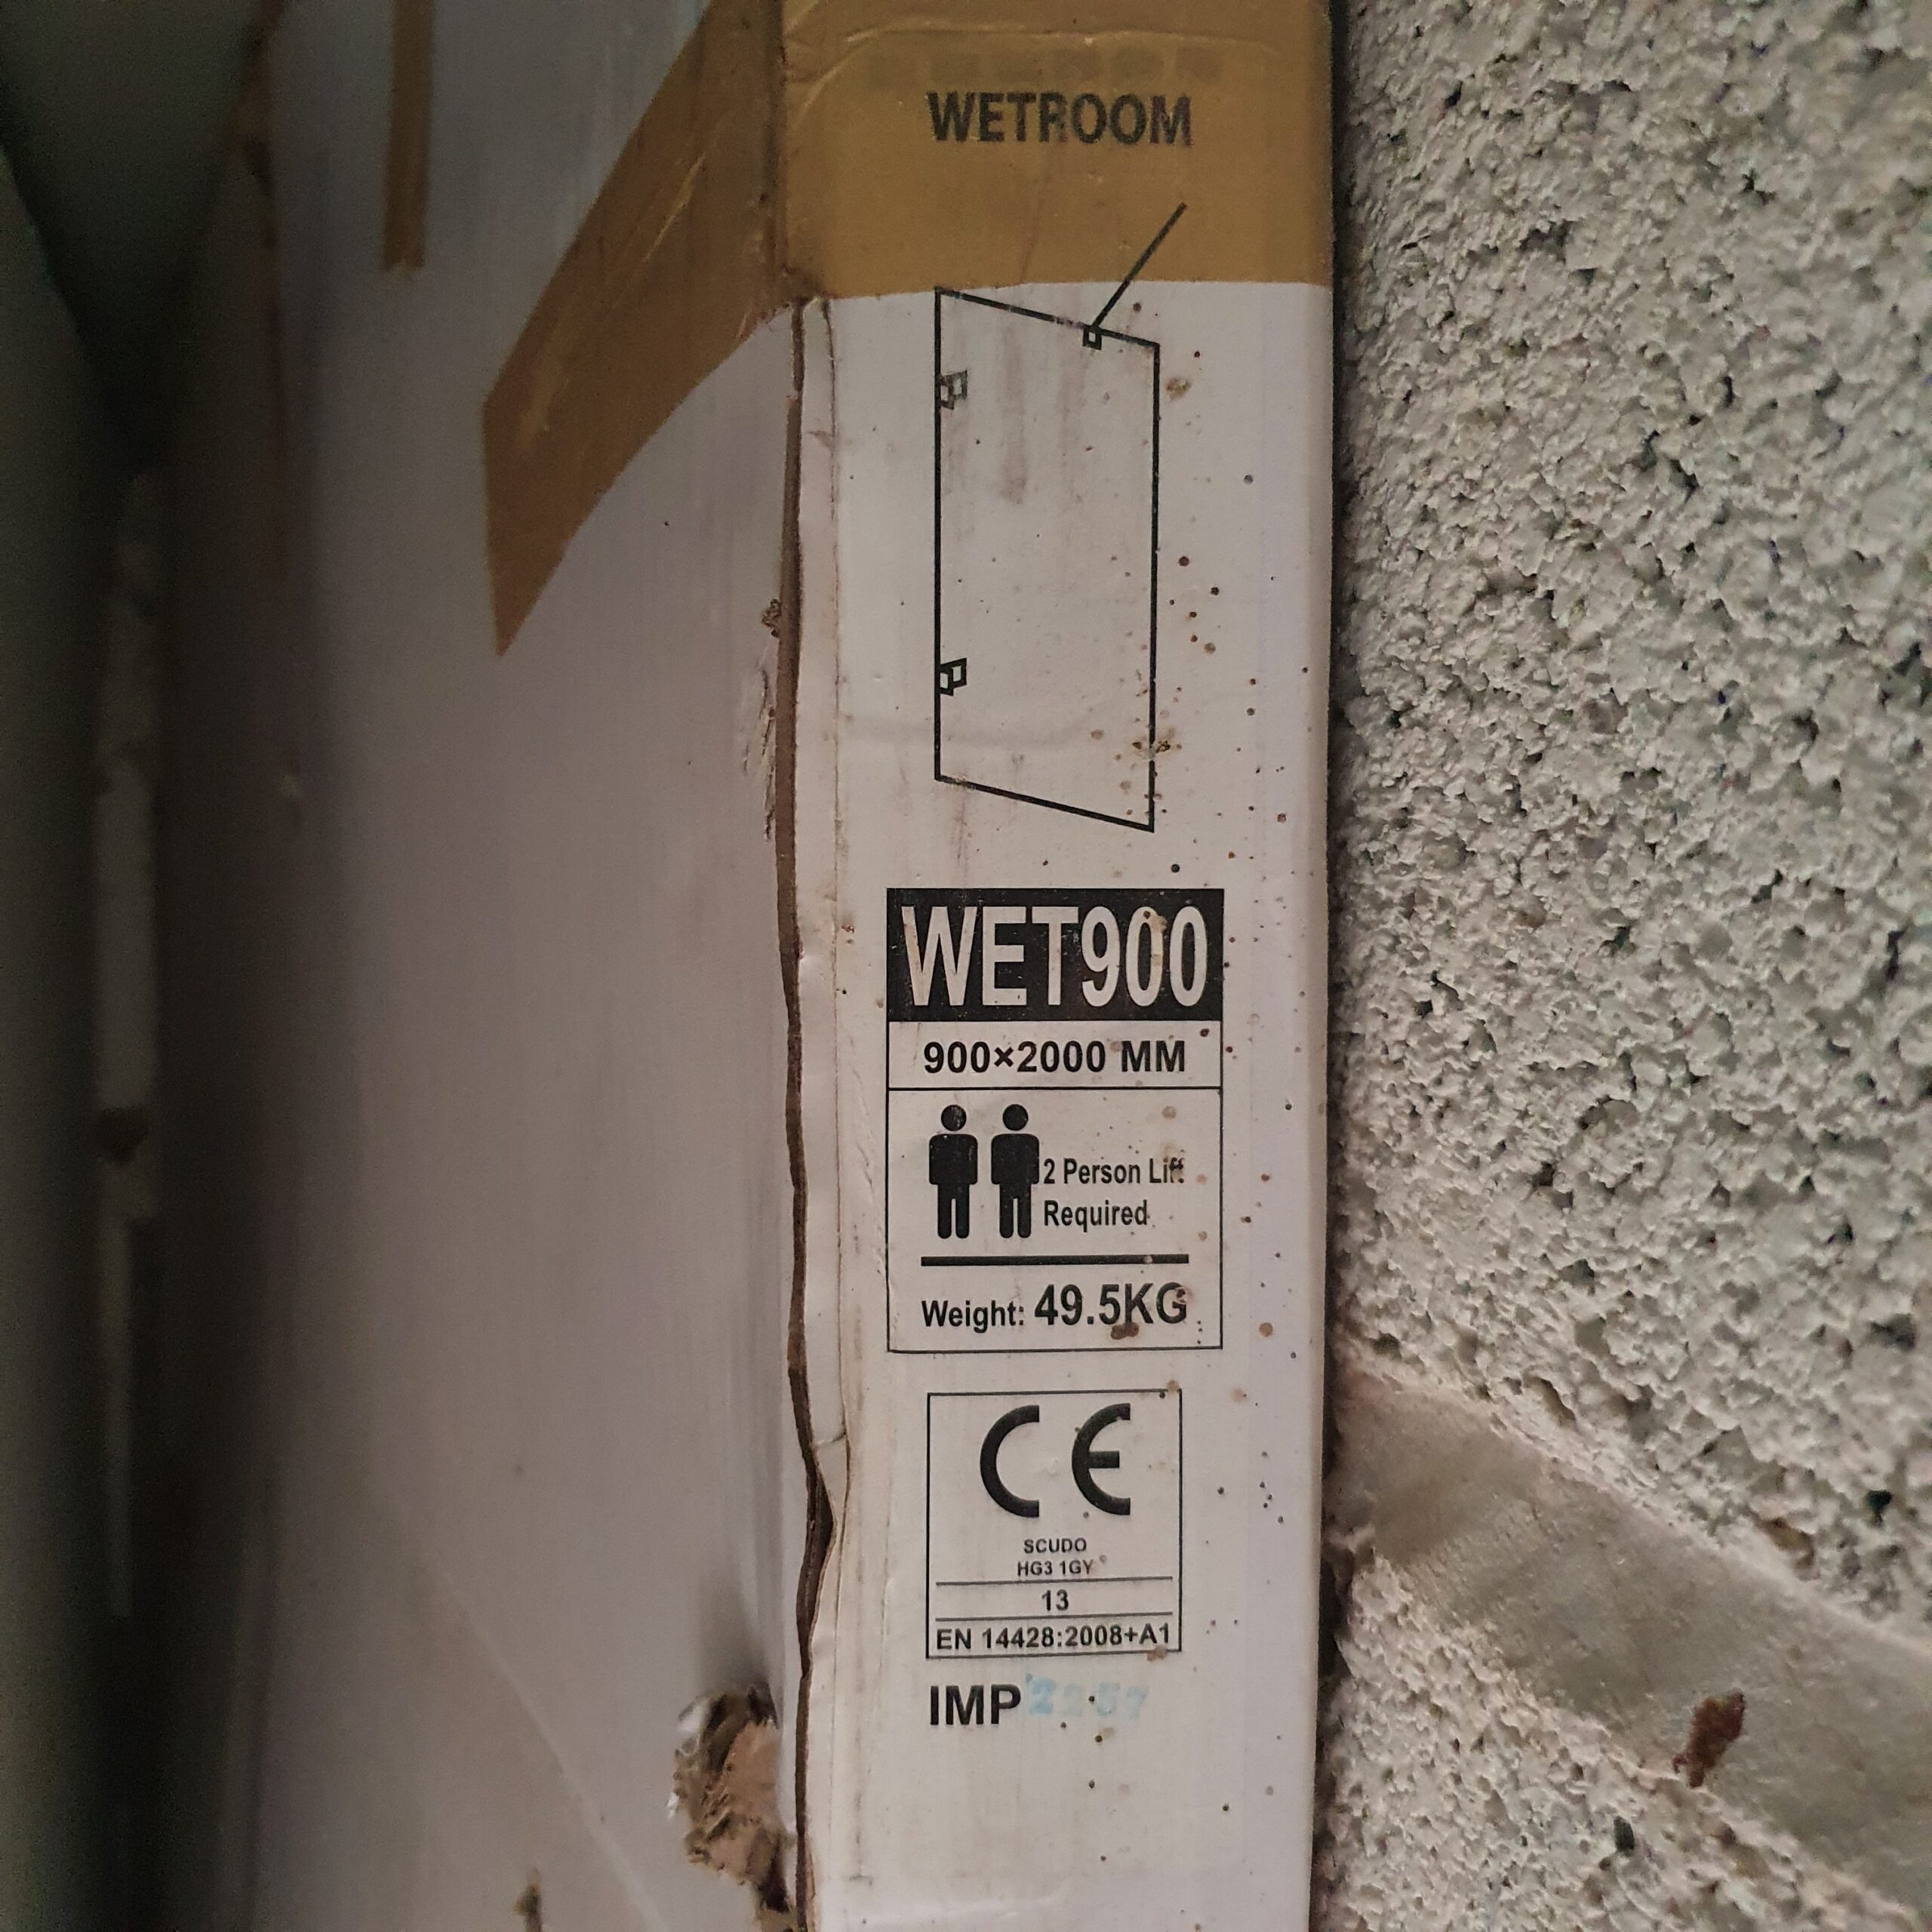 WETROOM
WET900
900×2000 MM
2 Person Lift
Required
Weight: 49.5KG
CE
SCUDO
HG3 1GY
13
EN 14428:2008+A1
IMP 2257